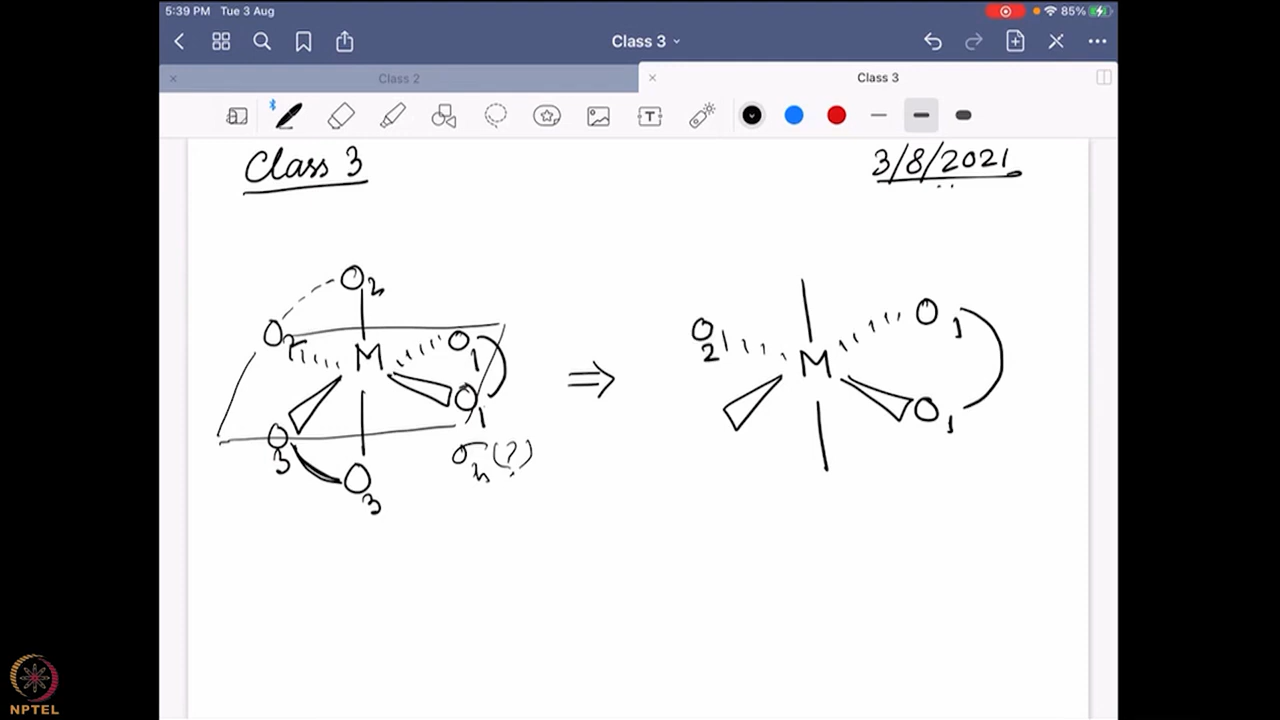 5:39 PM Tue 3 Aug
85%
Class 3
Class 2
Class 3
T
Class 3
3/8/2021
O2
O2
M
O1
O1
O3
O3
σh (?)
⇒
O2
M
O1
O1
NPTEL